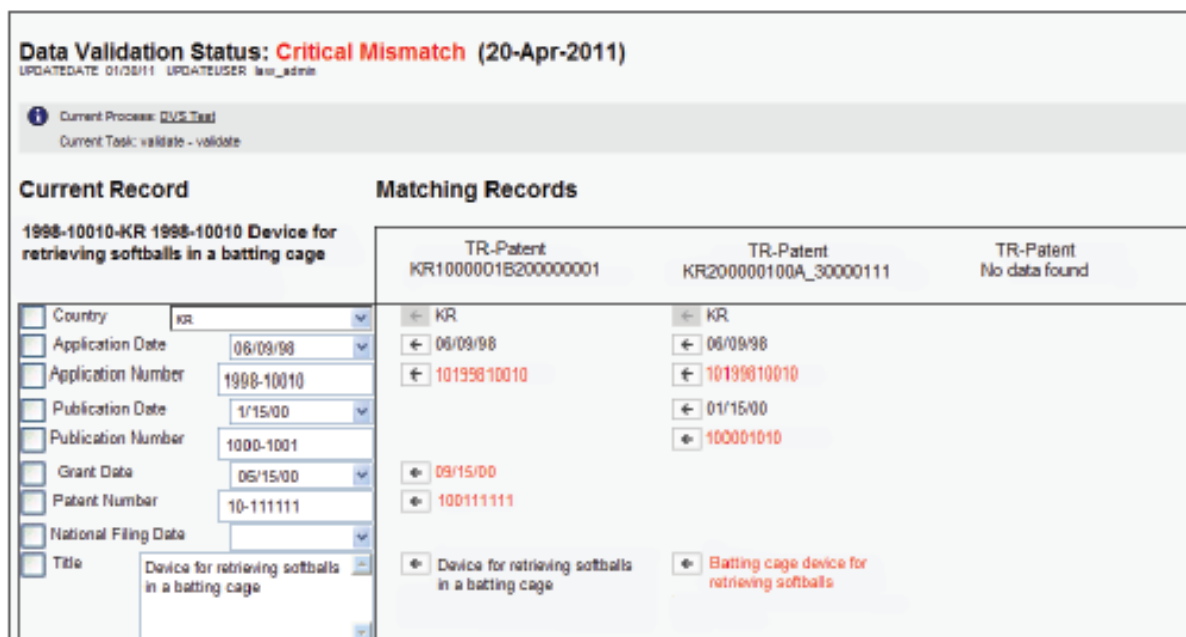 Data Validation Status: Critical Mismatch (20-Apr-2011)
UPDATEDATE 01/30/11 UPDATEUSER law_admin
Current Process: DVS Test
Current Task: validate - validate
Current Record
Matching Records
1998-10010-KR 1998-10010 Device for
retrieving softballs in a batting cage
TR-Patent
KR1000001B200000001
TR-Patent
KR200000100A_30000111
TR-Patent
No data found
Country KR KR KR
Application Date 06/09/98 06/09/98 06/09/98
Application Number 1998-10010 10199810010 10199810010
Publication Date 1/15/00 01/15/00
Publication Number 1000-1001 100001010
Grant Date 06/15/00 09/15/00
Patent Number 10-111111 100111111
National Filing Date
Title Device for retrieving softballs Device for retrieving softballs Batting cage device for
in a batting cage in a batting cage retrieving softballs